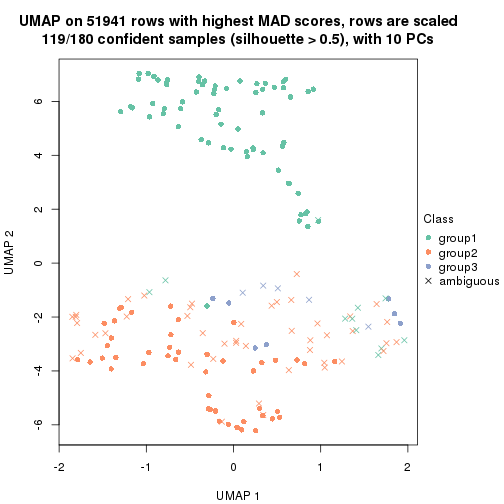 UMAP on 51941 rows with highest MAD scores, rows are scaled
119/180 confident samples (silhouette > 0.5), with 10 PCs
6
4
2
0
-2
-4
-6
UMAP 2
-2
-1
0
1
2
UMAP 1
Class
group1
group2
group3
ambiguous